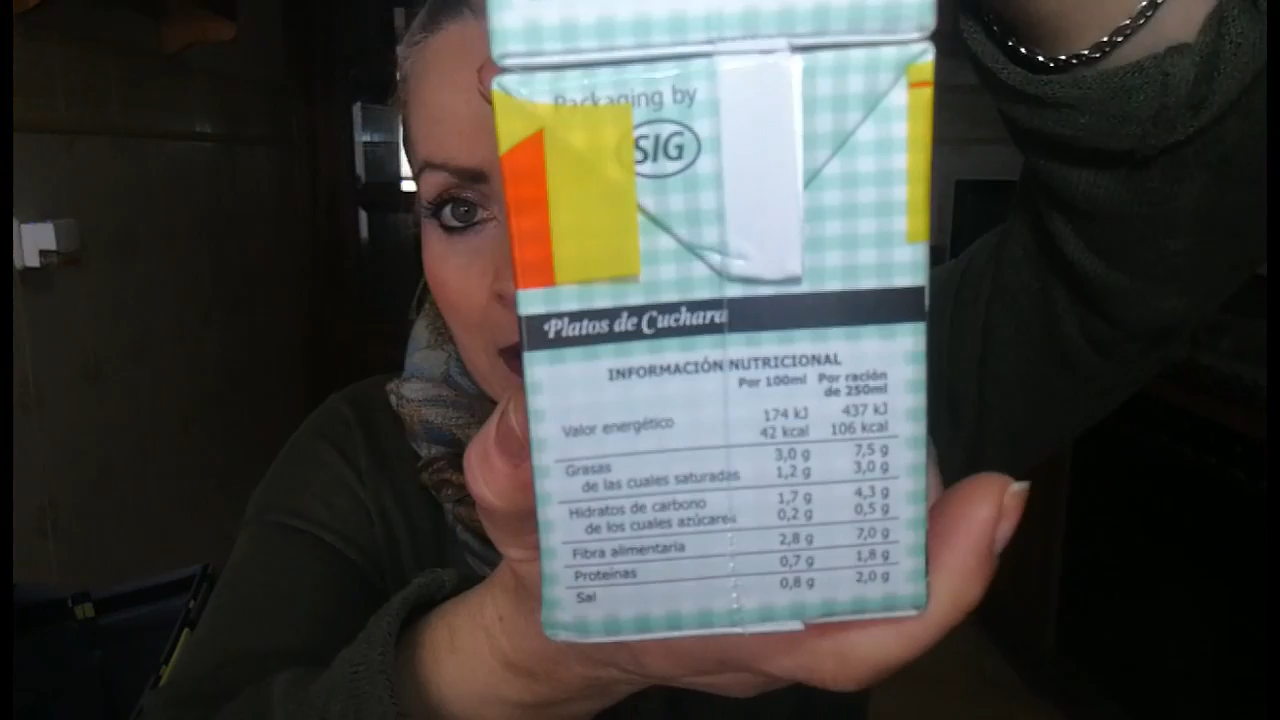 Packaging by
SIG
Platos de Cuchara
INFORMACIÓN NUTRICIONAL
Por 100ml Por ración de 250ml
Valor energético 174 kJ 437 kJ
42 kcal 106 kcal
Grasas 3,0 g 7,5 g
de las cuales saturadas 1,2 g 3,0 g
Hidratos de carbono 1,7 g 4,3 g
de los cuales azúcares 0,2 g 0,5 g
Fibra alimentaria 2,8 g 7,0 g
Proteínas 0,7 g 1,8 g
Sal 0,8 g 2,0 g